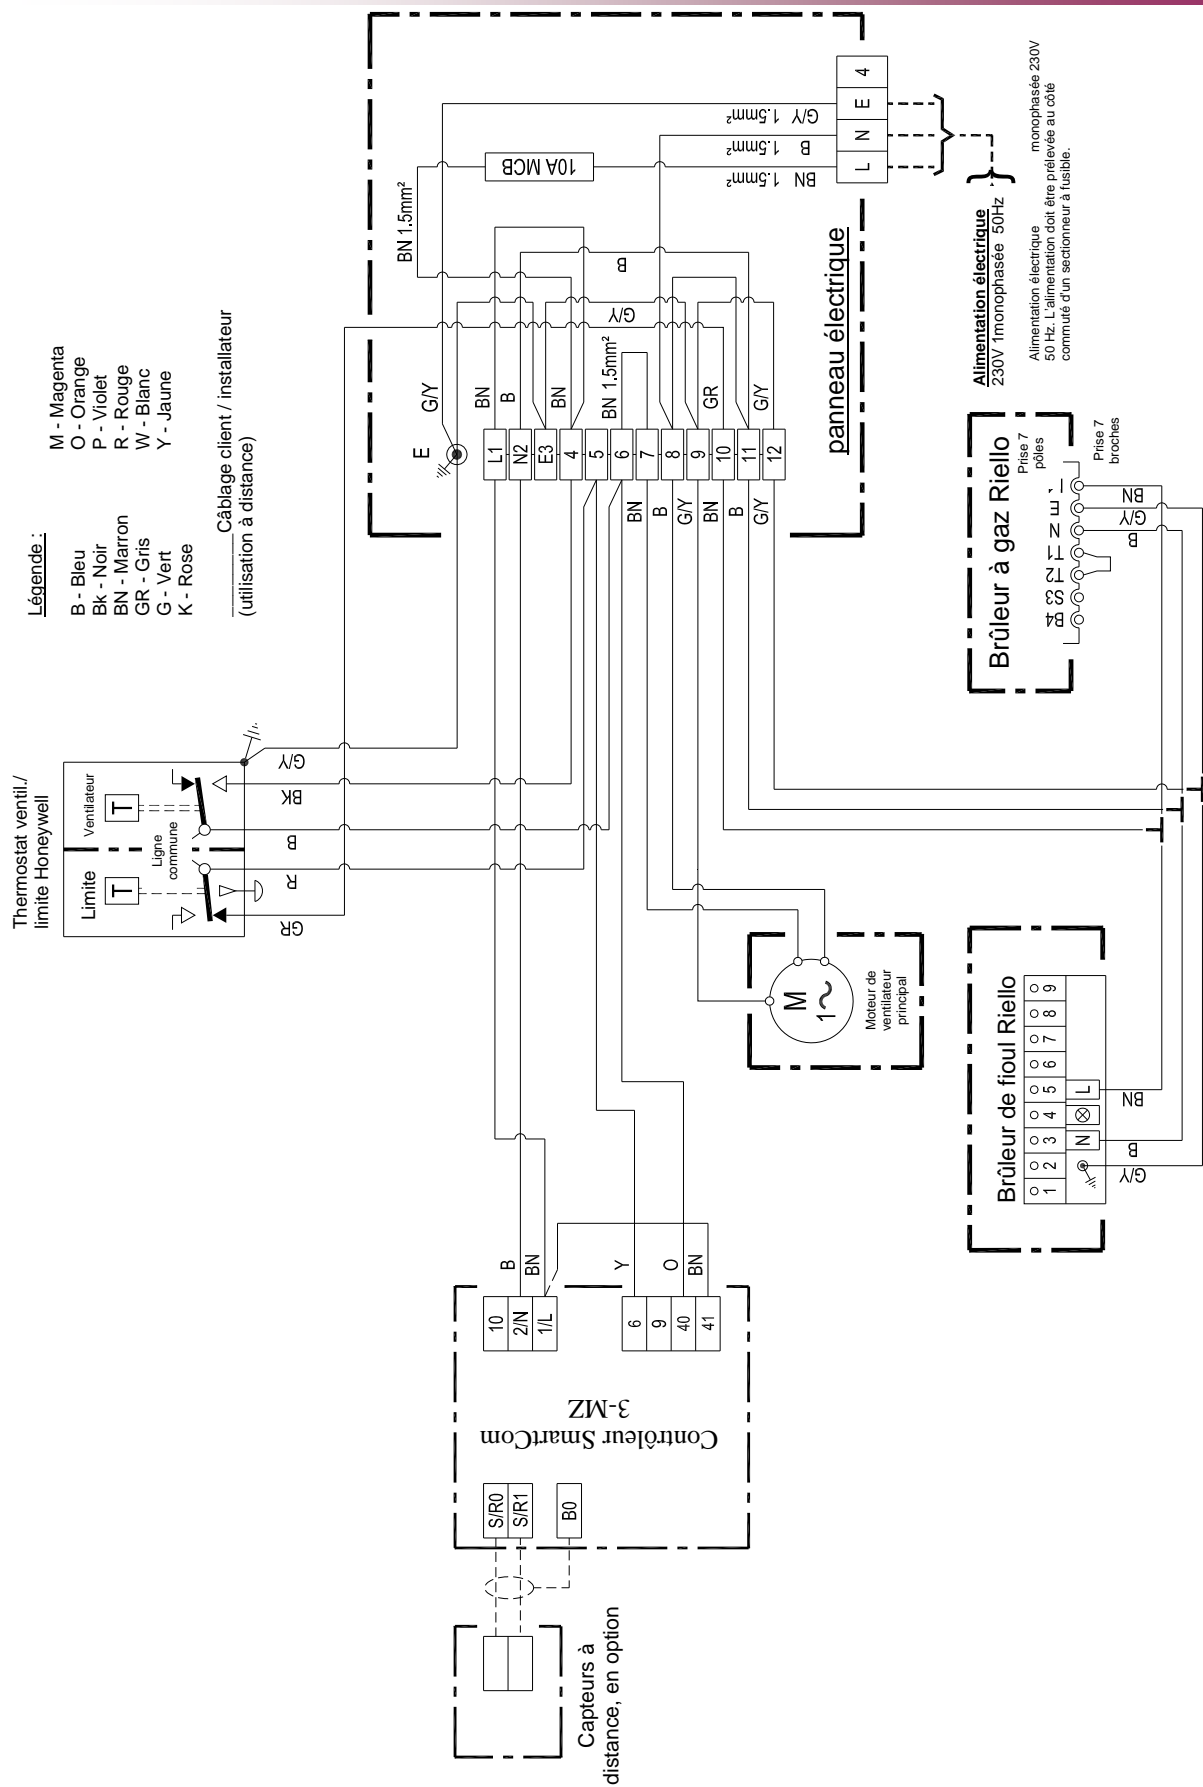 Légende :
B - Bleu
Bk - Noir
BN - Marron
GR - Gris
G - Vert
K - Rose
M - Magenta
O - Orange
P - Violet
R - Rouge
W - Blanc
Y - Jaune
Câblage client / installateur
(utilisation à distance)
Thermostat ventil./
limite Honeywell
Limite
T
Ventilateur
T
Ligne
commune
GR
R
B
BK
G/Y
panneau électrique
E
G/Y
BN
B
BN
BN 1.5mm²
BN 1.5mm²
G/Y
B
GR
G/Y
10A MCB
BN 1.5mm²
B 1.5mm²
G/Y 1.5mm²
L
N
E
4
L1
N2
E3
4
5
6
7
8
9
10
11
12
BN
B
G/Y
BN
B
G/Y
Alimentation électrique
230V 1monophasée 50Hz
Alimentation électrique monophasée 230V
50 Hz. L'alimentation doit être prélevée au côté
commuté d'un sectionneur à fusible.
Brûleur à gaz Riello
Prise 7
pôles
Prise 7
broches
B4
S3
T2
T1
N
E
B
G/Y
BN
Moteur de
ventilateur
principal
M
1
Brûleur de fioul Riello
1
2
3
4
5
6
7
8
9
N
L
G/Y
B
BN
Contrôleur SmartCom
3-MZ
10
2/N
1/L
B
BN
6
9
40
41
Y
O
BN
S/R0
S/R1
B0
Capteurs à
distance, en option